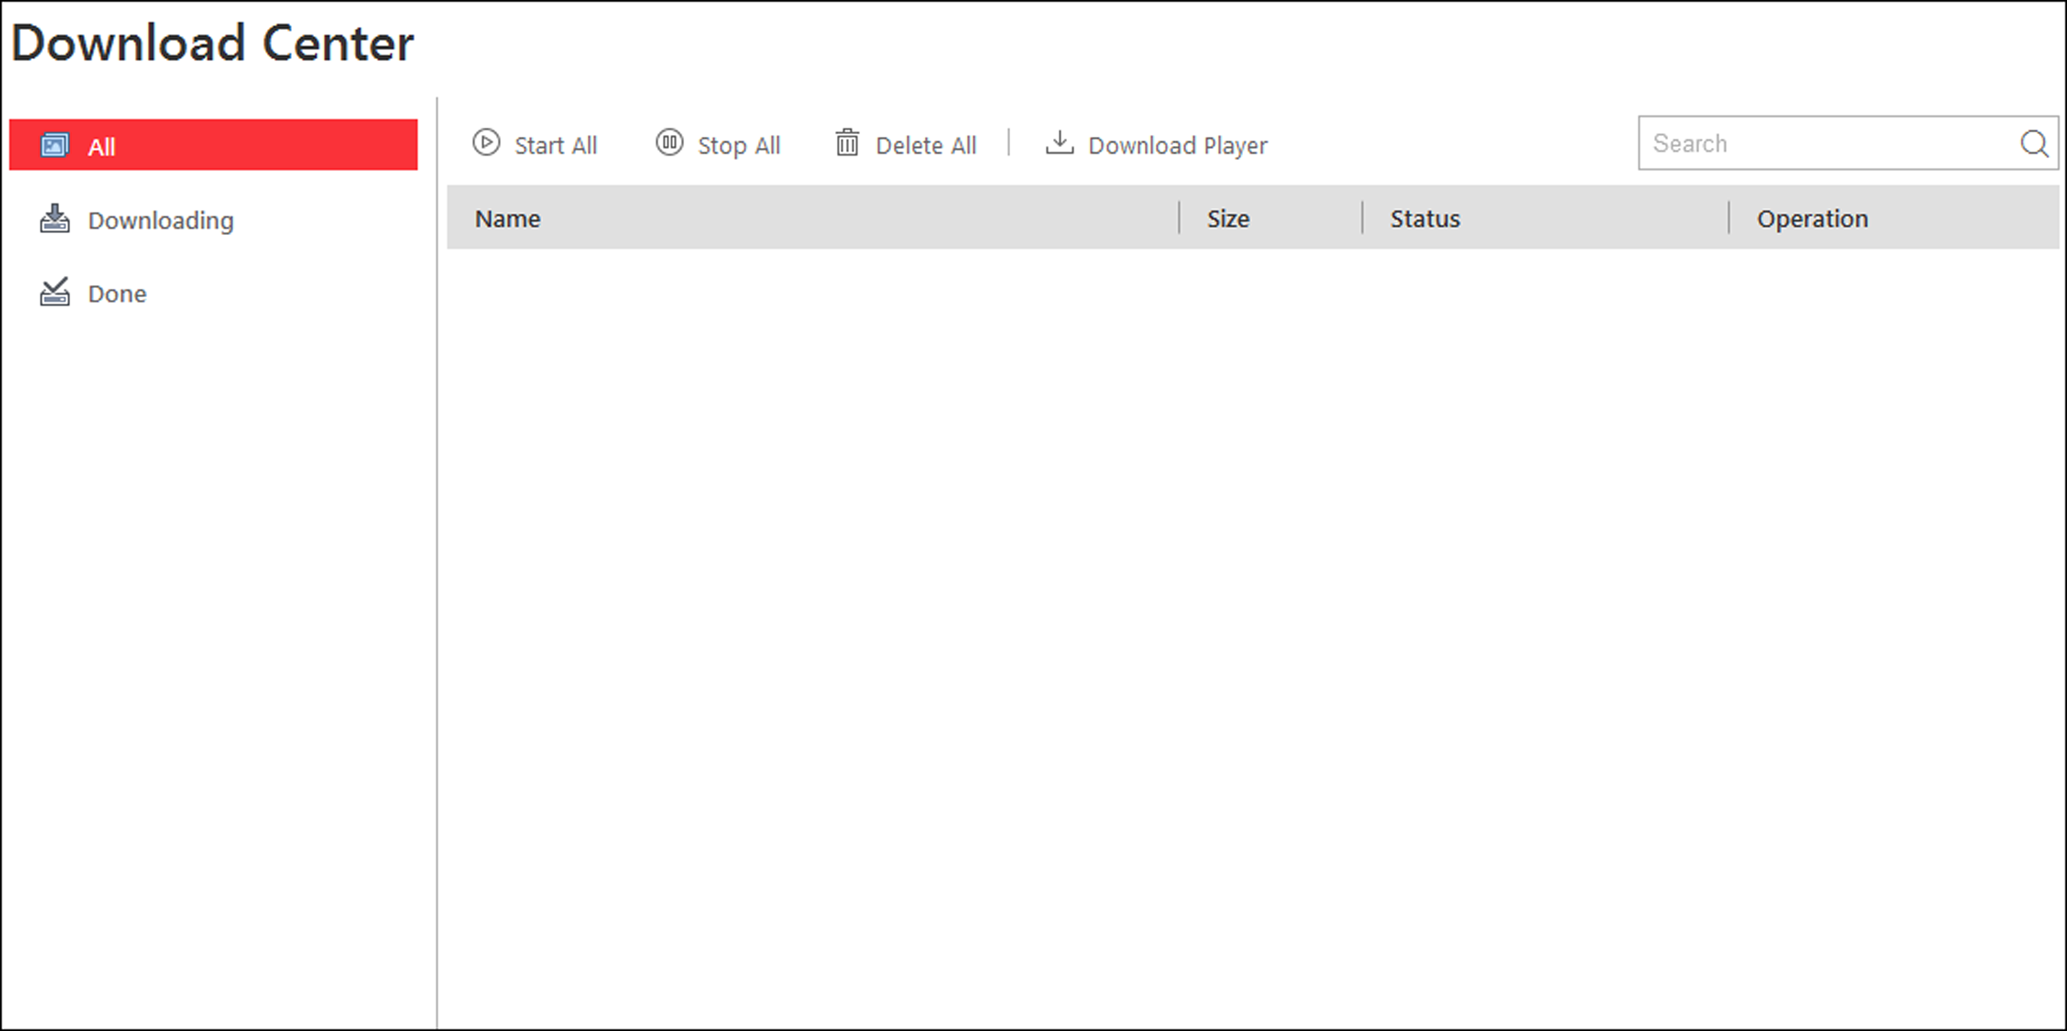 Download Center
All
Downloading
Done
Start All Stop All Delete All Download Player Search
Name Size Status Operation